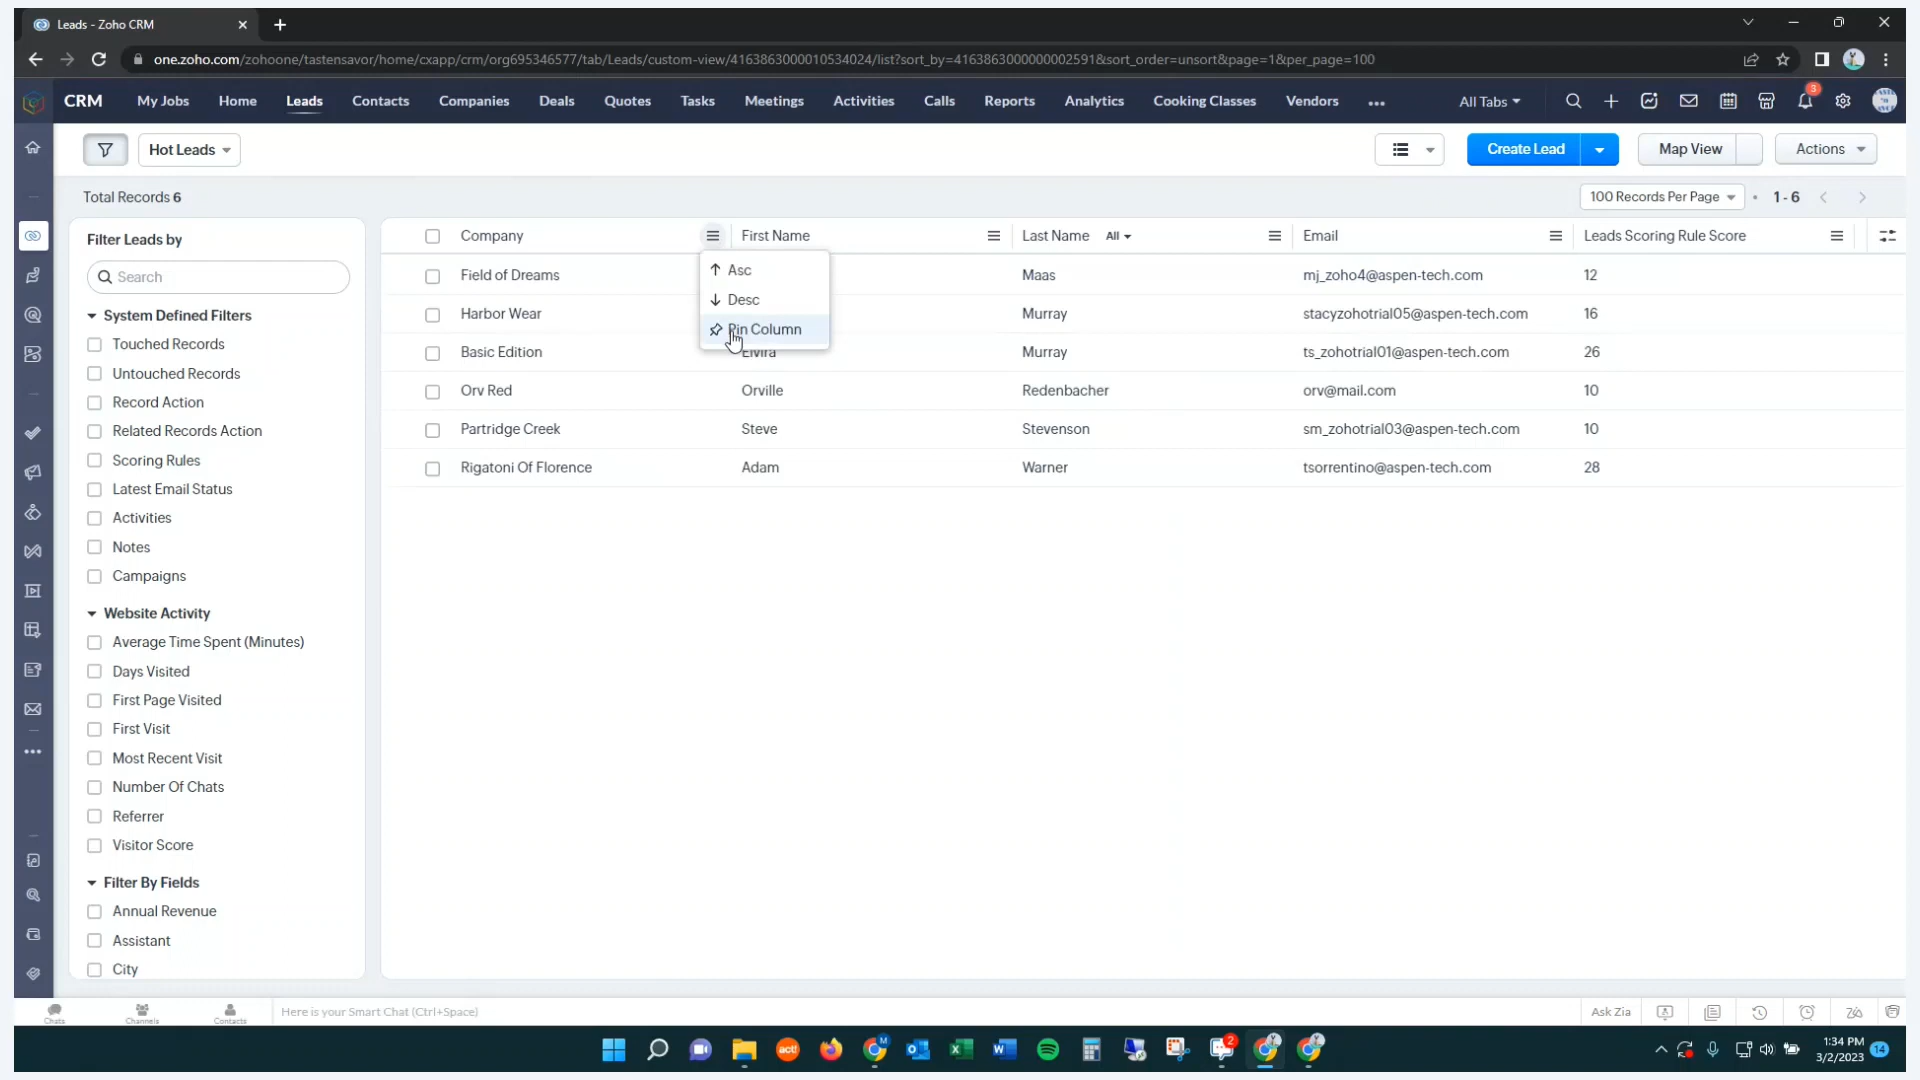 Leads - Zoho CRM
one.zoho.com/zohoone/tastensavor/home/cxapp/crm/org695346577/tab/Leads/custom-view/4163863000010534024/list?sort_by=4163863000000002591&sort_order=unsort&page=1&per_page=100
CRM My Jobs Home Leads Contacts Companies Deals Quotes Tasks Meetings Activities Calls Reports Analytics Cooking Classes Vendors ••• All Tabs 3
Hot Leads Create Lead Map View Actions
Total Records 6 100 Records Per Page • 1 - 6
Filter Leads by
Search
System Defined Filters
Touched Records
Untouched Records
Record Action
Related Records Action
Scoring Rules
Latest Email Status
Activities
Notes
Campaigns
Website Activity
Average Time Spent (Minutes)
Days Visited
First Page Visited
First Visit
Most Recent Visit
Number Of Chats
Referrer
Visitor Score
Filter By Fields
Annual Revenue
Assistant
City
Company First Name Last Name All Email Leads Scoring Rule Score
Asc
Desc
Pin Column
Field of Dreams Maas mj_zoho4@aspen-tech.com 12
Harbor Wear Murray stacyzohotrial05@aspen-tech.com 16
Basic Edition Elvira Murray ts_zohotrial01@aspen-tech.com 26
Orv Red Orville Redenbacher orv@mail.com 10
Partridge Creek Steve Stevenson sm_zohotrial03@aspen-tech.com 10
Rigatoni Of Florence Adam Warner tsorrentino@aspen-tech.com 28
Chats Channels Contacts Here is your Smart Chat (Ctrl+Space) Ask Zia
act! M 2
1:34 PM
3/2/2023 14